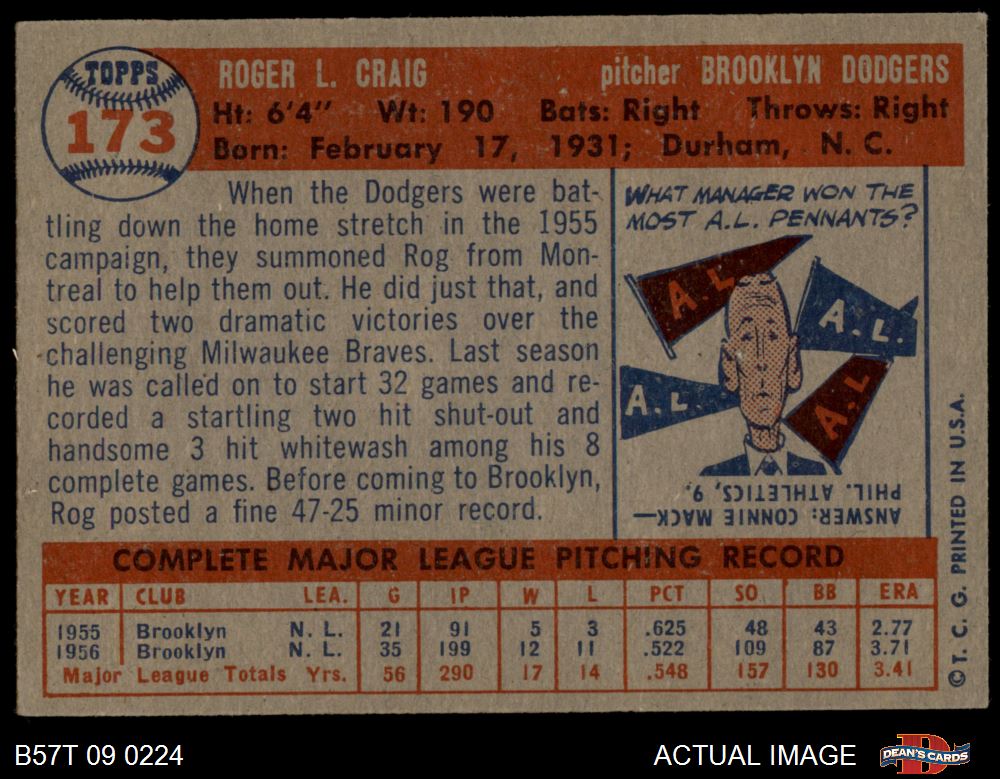 TOPPS
173
ROGER L. CRAIG pitcher BROOKLYN DODGERS
Ht: 6'4" Wt: 190 Bats: Right Throws: Right
Born: February 17, 1931; Durham, N. C.
When the Dodgers were bat-
tling down the home stretch in the 1955
campaign, they summoned Rog from Mon-
treal to help them out. He did just that, and
scored two dramatic victories over the
challenging Milwaukee Braves. Last season
he was called on to start 32 games and re-
corded a startling two hit shut-out and
handsome 3 hit whitewash among his 8
complete games. Before coming to Brooklyn,
Rog posted a fine 47-25 minor record.
WHAT MANAGER WON THE
MOST A.L. PENNANTS?
A.L.
A.L.
A.L.
A.L.
ANSWER: CONNIE MACK—
PHIL. ATHLETICS, 9.
COMPLETE MAJOR LEAGUE PITCHING RECORD
YEAR CLUB LEA. G IP W L PCT SO BB ERA
1955 Brooklyn N. L. 21 91 5 3 .625 48 43 2.77
1956 Brooklyn N. L. 35 199 12 11 .522 109 87 3.71
Major League Totals Yrs. 56 290 17 14 .548 157 130 3.41
© T. C. G. PRINTED IN U.S.A.
B57T 09 0224 ACTUAL IMAGE
DEAN'S CARDS